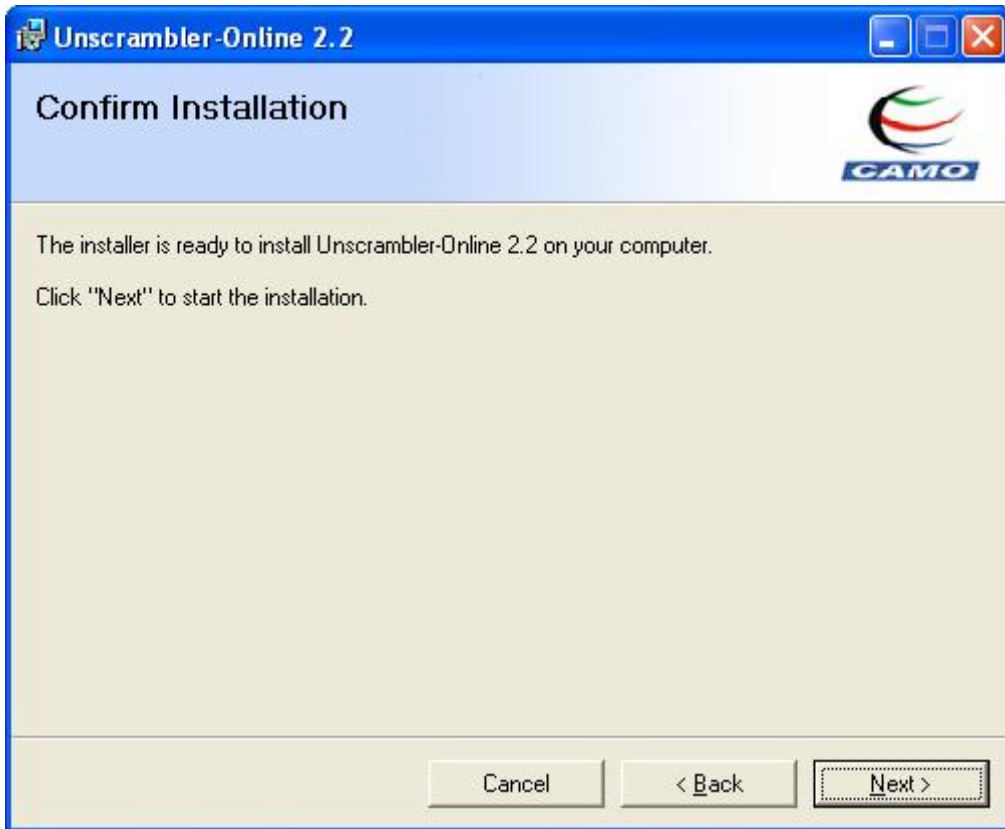 Unscrambler-Online 2.2
Confirm Installation
CAMO
The installer is ready to install Unscrambler-Online 2.2 on your computer.
Click "Next" to start the installation.
Cancel
< Back
Next >